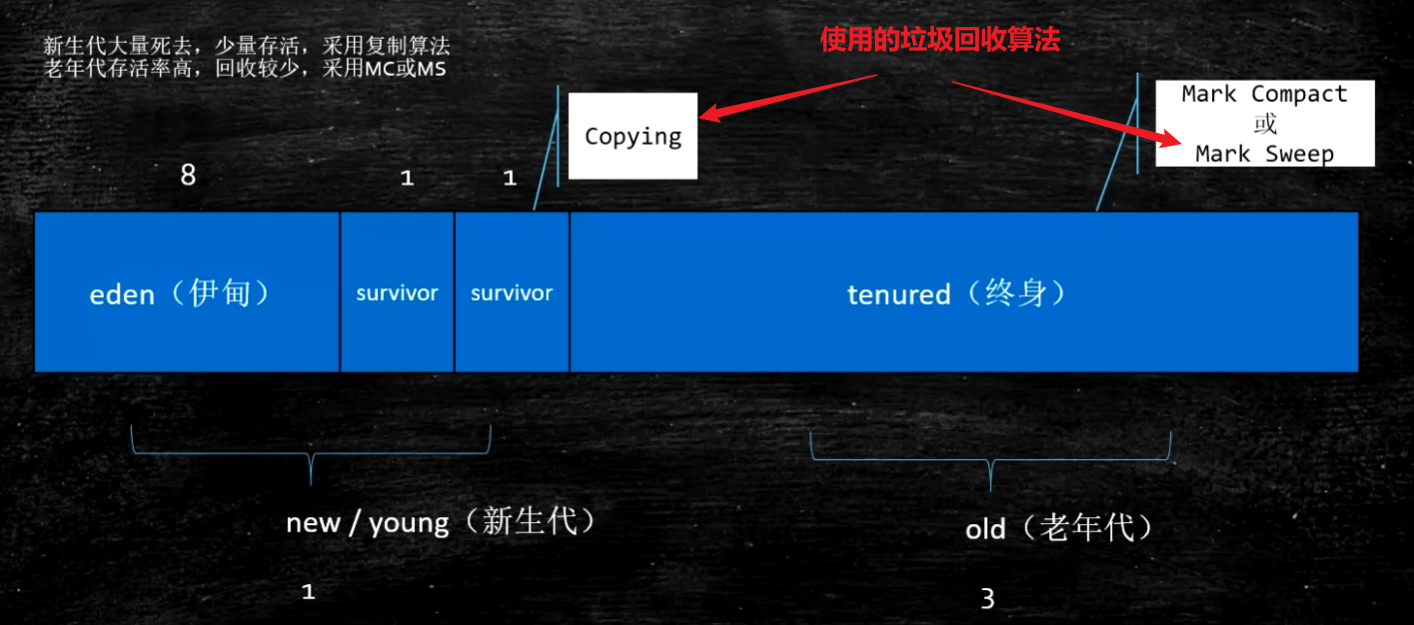 新生代大量死去，少量存活，采用复制算法
老年代存活率高，回收较少，采用MC或MS
使用的垃圾回收算法
Copying
Mark Compact
或
Mark Sweep
8
1
1
eden（伊甸）
survivor
survivor
tenured（终身）
new / young（新生代）
old（老年代）
1
3